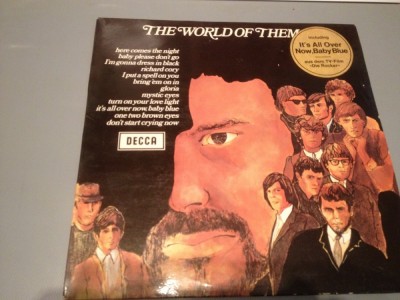 THE WORLD OF THEM
here comes the night
baby please don't go
I'm gonna dress in black
richard cory
I put a spell on you
bring 'em on in
gloria
mystic eyes
turn on your love light
it's all over now baby blue
one two brown eyes
don't start crying now
DECCA
including
It's All Over
Now, Baby Blue
aus dem TV-Film